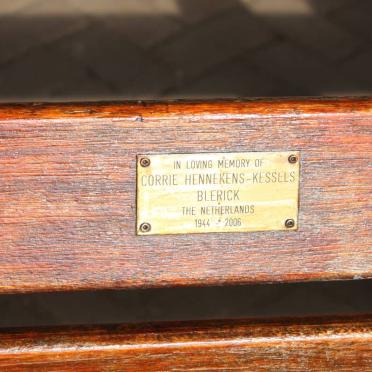 IN LOVING MEMORY OF
CORRIE HENNEKENS-KESSELS
BLERICK
THE NETHERLANDS
1944 - 2006